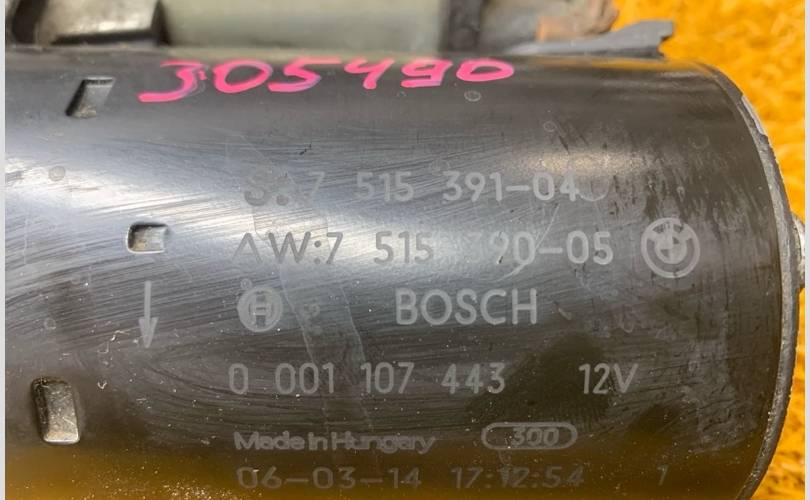 305490
S:7 515 391-04
AW:7 515 390-05
BOSCH
0 001 107 443 12V
Made in Hungary 300
06-03-14 17:12:54 1